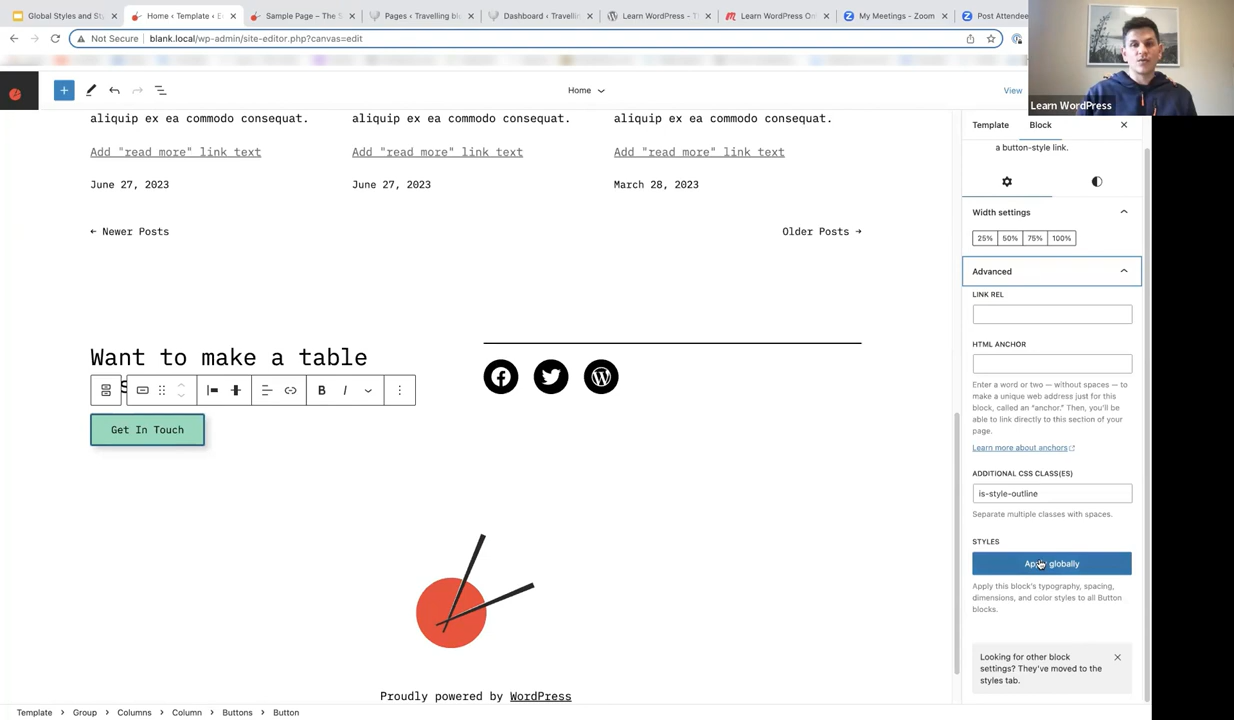 Global Styles and St
Home ‹ Template ‹ E
Sample Page – The S
Pages ‹ Travelling bl
Dashboard ‹ Travellin
Learn WordPress – T
Learn WordPress On
My Meetings - Zoom
Post Attendee
Not Secure
blank.local/wp-admin/site-editor.php?canvas=edit
Learn WordPress
Home
View
aliquip ex ea commodo consequat.
aliquip ex ea commodo consequat.
aliquip ex ea commodo consequat.
Add "read more" link text
Add "read more" link text
Add "read more" link text
June 27, 2023
June 27, 2023
March 28, 2023
← Newer Posts
Older Posts →
Want to make a table
B I
Get In Touch
Proudly powered by WordPress
Template
Block
a button-style link.
Width settings
25% 50% 75% 100%
Advanced
LINK REL
HTML ANCHOR
Enter a word or two — without spaces — to
make a unique web address just for this
block, called an “anchor.” Then, you'll be
able to link directly to this section of your
page.
Learn more about anchors
ADDITIONAL CSS CLASS(ES)
is-style-outline
Separate multiple classes with spaces.
STYLES
Apply globally
Apply this block's typography, spacing,
dimensions, and color styles to all Button
blocks.
Looking for other block
settings? They've moved to the
styles tab.
Template > Group > Columns > Column > Buttons > Button